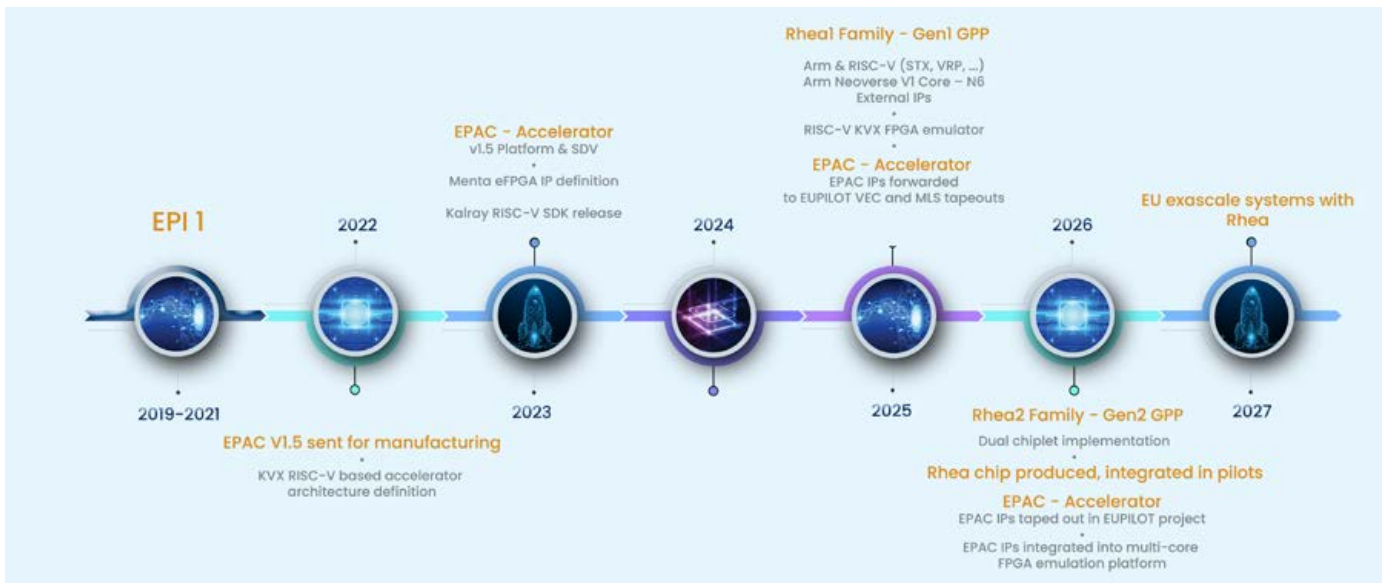 EPI 1
2019-2021
2022
EPAC V1.5 sent for manufacturing
KVX RISC-V based accelerator
architecture definition
EPAC - Accelerator
v1.5 Platform & SDV
Menta eFPGA IP definition
Kalray RISC-V SDK release
2023
2024
Rhea1 Family - Gen1 GPP
Arm & RISC-V (STX, VRP, ...)
Arm Neoverse V1 Core – N6
External IPs
RISC-V KVX FPGA emulator
EPAC - Accelerator
EPAC IPs forwarded
to EUPILOT VEC and MLS tapeouts
2025
2026
Rhea2 Family - Gen2 GPP
Dual chiplet implementation
Rhea chip produced, integrated in pilots
EPAC - Accelerator
EPAC IPs taped out in EUPILOT project
EPAC IPs integrated into multi-core
FPGA emulation platform
EU exascale systems with
Rhea
2027